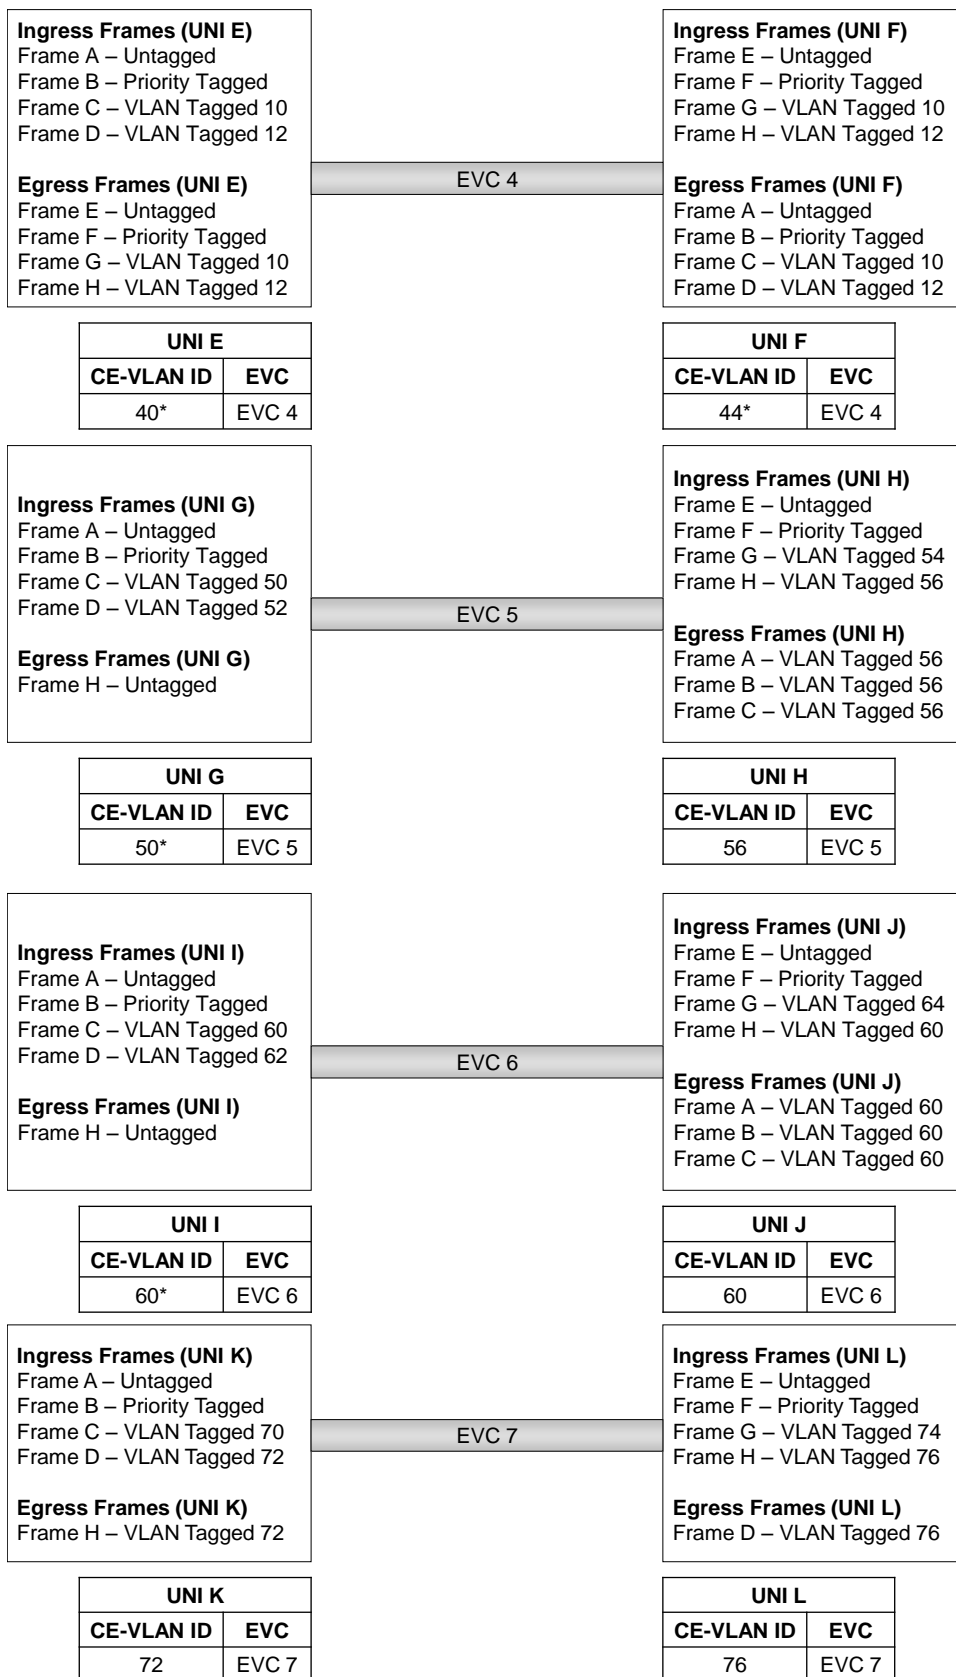 Ingress Frames (UNI E)
Frame A – Untagged
Frame B – Priority Tagged
Frame C – VLAN Tagged 10
Frame D – VLAN Tagged 12
Egress Frames (UNI E)
Frame E – Untagged
Frame F – Priority Tagged
Frame G – VLAN Tagged 10
Frame H – VLAN Tagged 12
EVC 4
Ingress Frames (UNI F)
Frame E – Untagged
Frame F – Priority Tagged
Frame G – VLAN Tagged 10
Frame H – VLAN Tagged 12
Egress Frames (UNI F)
Frame A – Untagged
Frame B – Priority Tagged
Frame C – VLAN Tagged 10
Frame D – VLAN Tagged 12
UNI E
CE-VLAN ID EVC
40* EVC 4
UNI F
CE-VLAN ID EVC
44* EVC 4
Ingress Frames (UNI G)
Frame A – Untagged
Frame B – Priority Tagged
Frame C – VLAN Tagged 50
Frame D – VLAN Tagged 52
Egress Frames (UNI G)
Frame H – Untagged
EVC 5
Ingress Frames (UNI H)
Frame E – Untagged
Frame F – Priority Tagged
Frame G – VLAN Tagged 54
Frame H – VLAN Tagged 56
Egress Frames (UNI H)
Frame A – VLAN Tagged 56
Frame B – VLAN Tagged 56
Frame C – VLAN Tagged 56
UNI G
CE-VLAN ID EVC
50* EVC 5
UNI H
CE-VLAN ID EVC
56 EVC 5
Ingress Frames (UNI I)
Frame A – Untagged
Frame B – Priority Tagged
Frame C – VLAN Tagged 60
Frame D – VLAN Tagged 62
Egress Frames (UNI I)
Frame H – Untagged
EVC 6
Ingress Frames (UNI J)
Frame E – Untagged
Frame F – Priority Tagged
Frame G – VLAN Tagged 64
Frame H – VLAN Tagged 60
Egress Frames (UNI J)
Frame A – VLAN Tagged 60
Frame B – VLAN Tagged 60
Frame C – VLAN Tagged 60
UNI I
CE-VLAN ID EVC
60* EVC 6
UNI J
CE-VLAN ID EVC
60 EVC 6
Ingress Frames (UNI K)
Frame A – Untagged
Frame B – Priority Tagged
Frame C – VLAN Tagged 70
Frame D – VLAN Tagged 72
Egress Frames (UNI K)
Frame H – VLAN Tagged 72
EVC 7
Ingress Frames (UNI L)
Frame E – Untagged
Frame F – Priority Tagged
Frame G – VLAN Tagged 74
Frame H – VLAN Tagged 76
Egress Frames (UNI L)
Frame D – VLAN Tagged 76
UNI K
CE-VLAN ID EVC
72 EVC 7
UNI L
CE-VLAN ID EVC
76 EVC 7